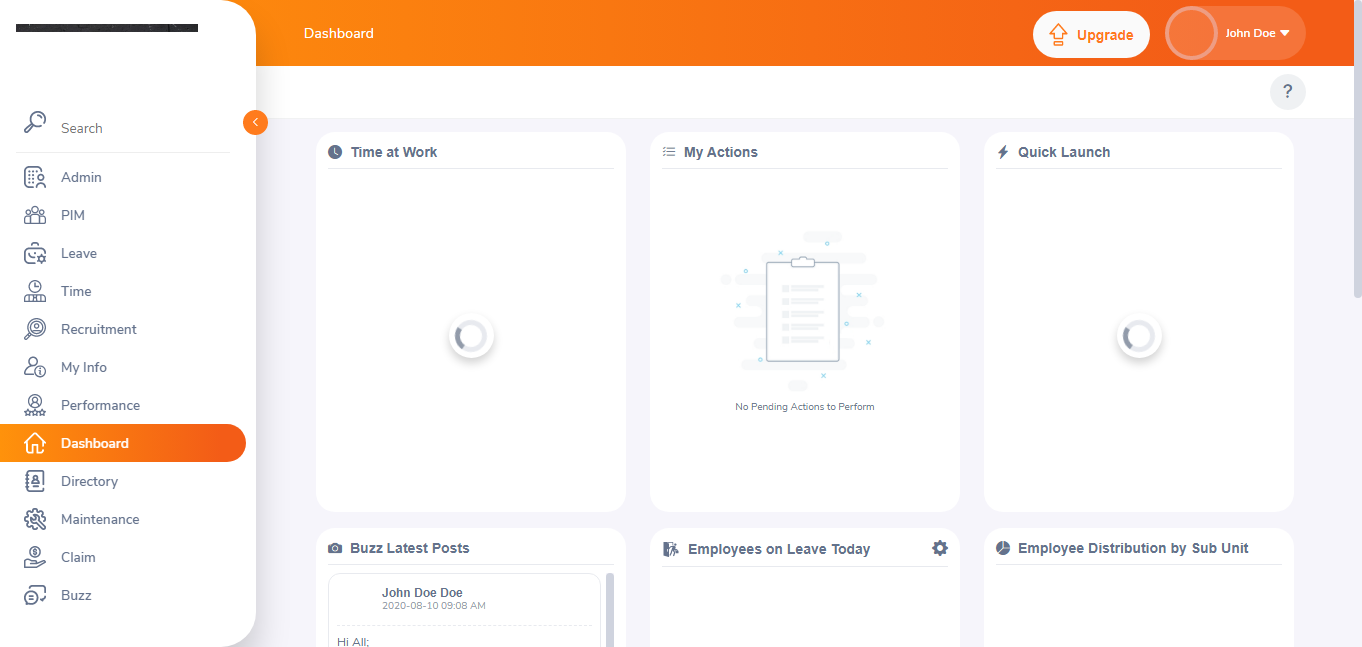 Dashboard
Upgrade
John Doe
?
Search
Admin
PIM
Leave
Time
Recruitment
My Info
Performance
Dashboard
Directory
Maintenance
Claim
Buzz
Time at Work
My Actions
No Pending Actions to Perform
Quick Launch
Buzz Latest Posts
John Doe Doe
2020-08-10 09:08 AM
Hi All;
Employees on Leave Today
Employee Distribution by Sub Unit